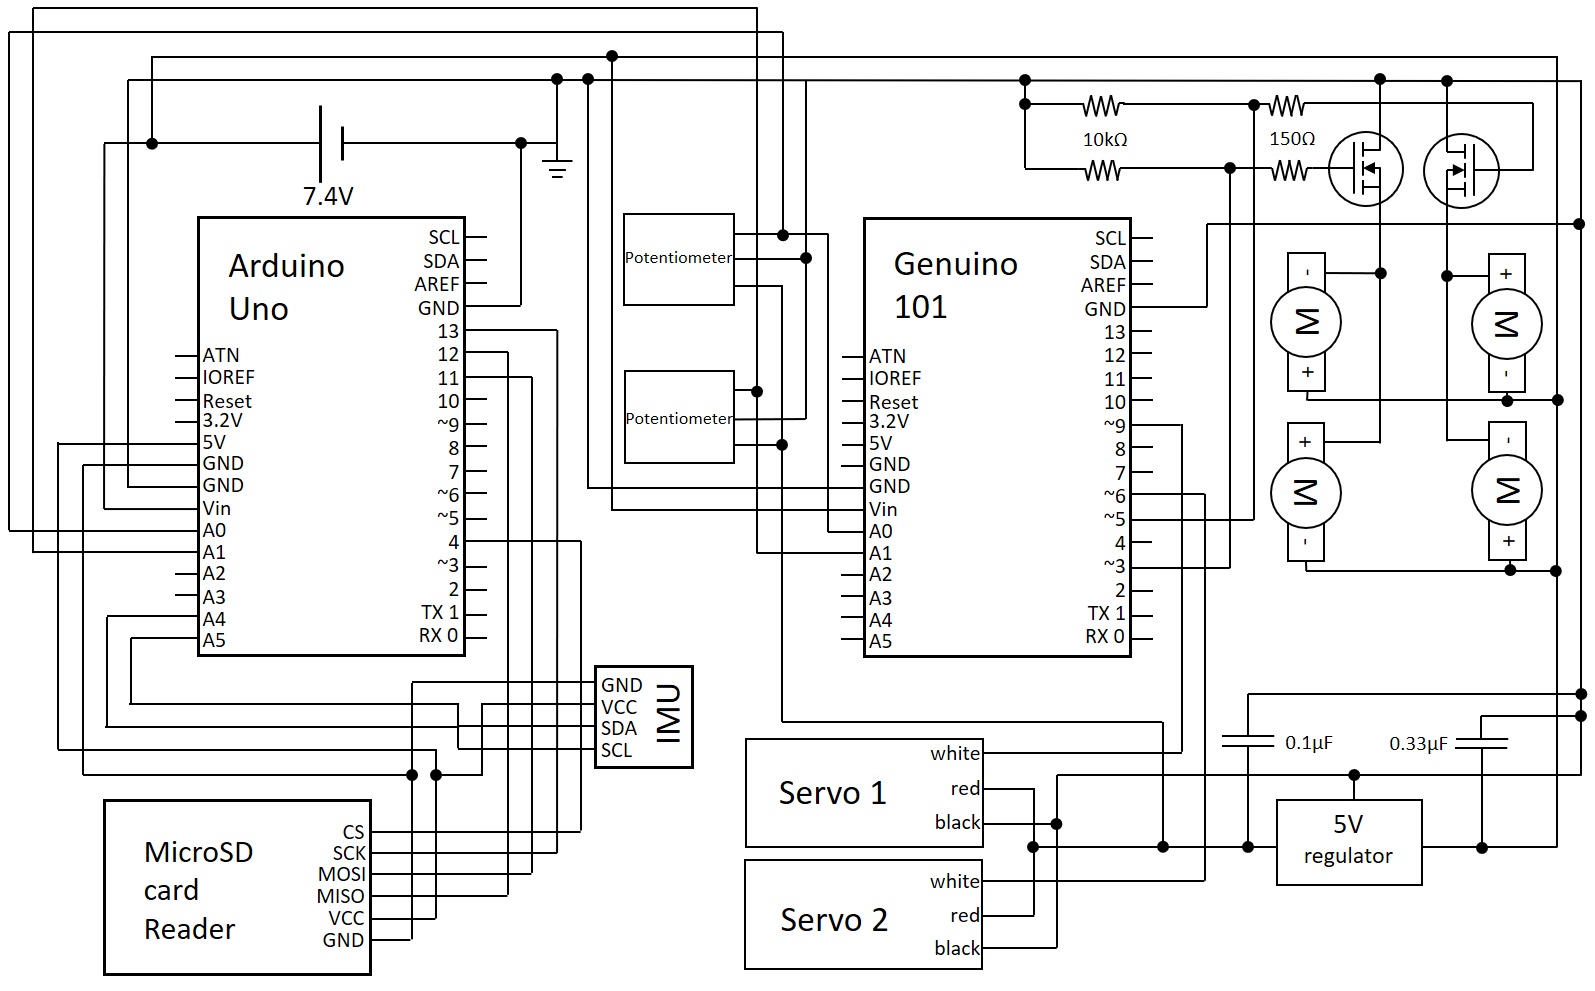 10kΩ
150Ω
7.4V
Arduino
Uno
SCL
SDA
AREF
GND
13
12
11
10
~9
8
7
~6
~5
4
~3
2
TX 1
RX 0
ATN
IOREF
Reset
3.2V
5V
GND
GND
Vin
A0
A1
A2
A3
A4
A5
Potentiometer
Potentiometer
Genuino
101
SCL
SDA
AREF
GND
13
12
11
10
~9
8
7
~6
~5
4
~3
2
TX 1
RX 0
ATN
IOREF
Reset
3.2V
5V
GND
GND
Vin
A0
A1
A2
A3
A4
A5
-
M
+
+
M
-
+
M
-
-
M
+
GND
VCC
SDA
SCL
IMU
MicroSD
card
Reader
CS
SCK
MOSI
MISO
VCC
GND
Servo 1
white
red
black
Servo 2
white
red
black
0.1µF
0.33µF
5V
regulator